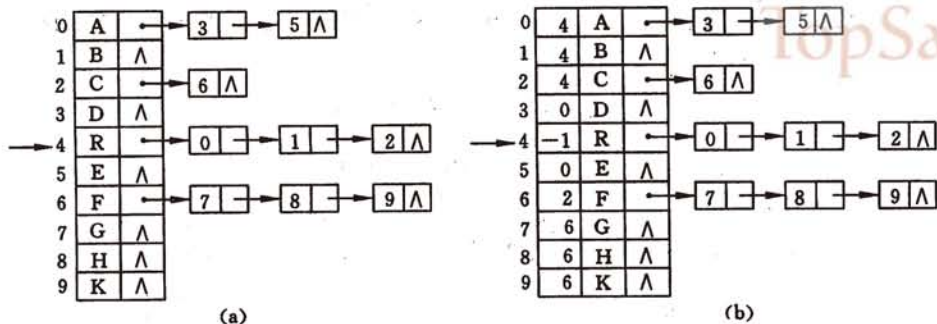 0 A 3 5 ∧
1 B ∧
2 C 6 ∧
3 D ∧
4 R 0 1 2 ∧
5 E ∧
6 F 7 8 9 ∧
7 G ∧
8 H ∧
9 K ∧
(a)
TopSa
0 4 A 3 5 ∧
1 4 B ∧
2 4 C 6 ∧
3 0 D ∧
4 -1 R 0 1 2 ∧
5 0 E ∧
6 2 F 7 8 9 ∧
7 6 G ∧
8 6 H ∧
9 6 K ∧
(b)